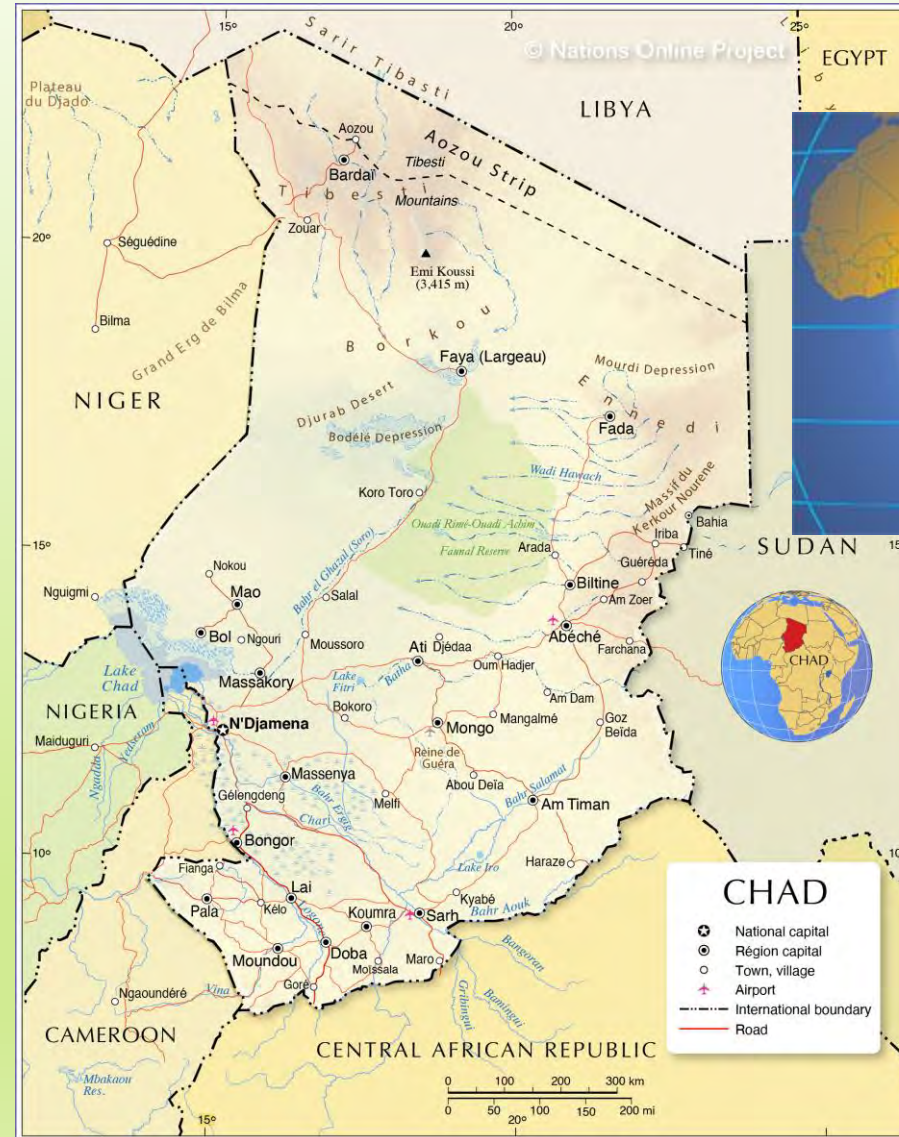 15°
20°
25°
© Nations Online Project
Sarir Tibasti
EGYPT
LIBYA
Plateau
du Djado
Aozou
Aozou Strip
Bardaï
Tibesti
Mountains
Tibesti
Zouar
20°
Séguédine
Emi Koussi
(3,415 m)
Bilma
Grand Erg de Bilma
Borkou
Faya (Largeau)
Mourdi Depression
NIGER
Djurab Desert
Ennedi
Fada
Bodélé Depression
Wadi Hawach
Koro Toro
Massif du
Kerkour Nourene
Ouadi Rimé-Ouadi Achim
Faunal Reserve
Bahia
Iriba
Tiné
15°
SUDAN
Arada
Guéréda
Bahr el Ghazal (Soro)
Nokou
Biltine
Nguigmi
Mao
Salal
Am Zoer
Bol
Ngouri
Moussoro
Abéché
Farchana
CHAD
Ati
Djédaa
Oum Hadjer
Batha
Lake
Chad
Massakory
Lake
Fitri
Am Dam
NIGERIA
N'Djamena
Bokoro
Mongo
Mangalmé
Goz
Beïda
Maiduguri
Ngadda
Reine de
Guéra
Massenya
Abou Deïa
Bahr Salamat
Gélengdeng
Bahr Ergig
Melfi
Am Timan
Chari
Bongor
10°
10
Lake Iro
Haraze
Fianga
Lai
Kyabé
Pala
Kélo
Logone
Koumra
Sarh
Bahr Aouk
Moundou
Doba
Moïssala
Maro
Bangoran
Goré
Ngaoundéré
Vina
Gribingui
Bamingui
CAMEROON
CENTRAL AFRICAN REPUBLIC
Mbakaou
Res.
CHAD
National capital
Région capital
Town, village
Airport
International boundary
Road
0 100 200 300 km
0 50 100 150 200 mi
15°
20°